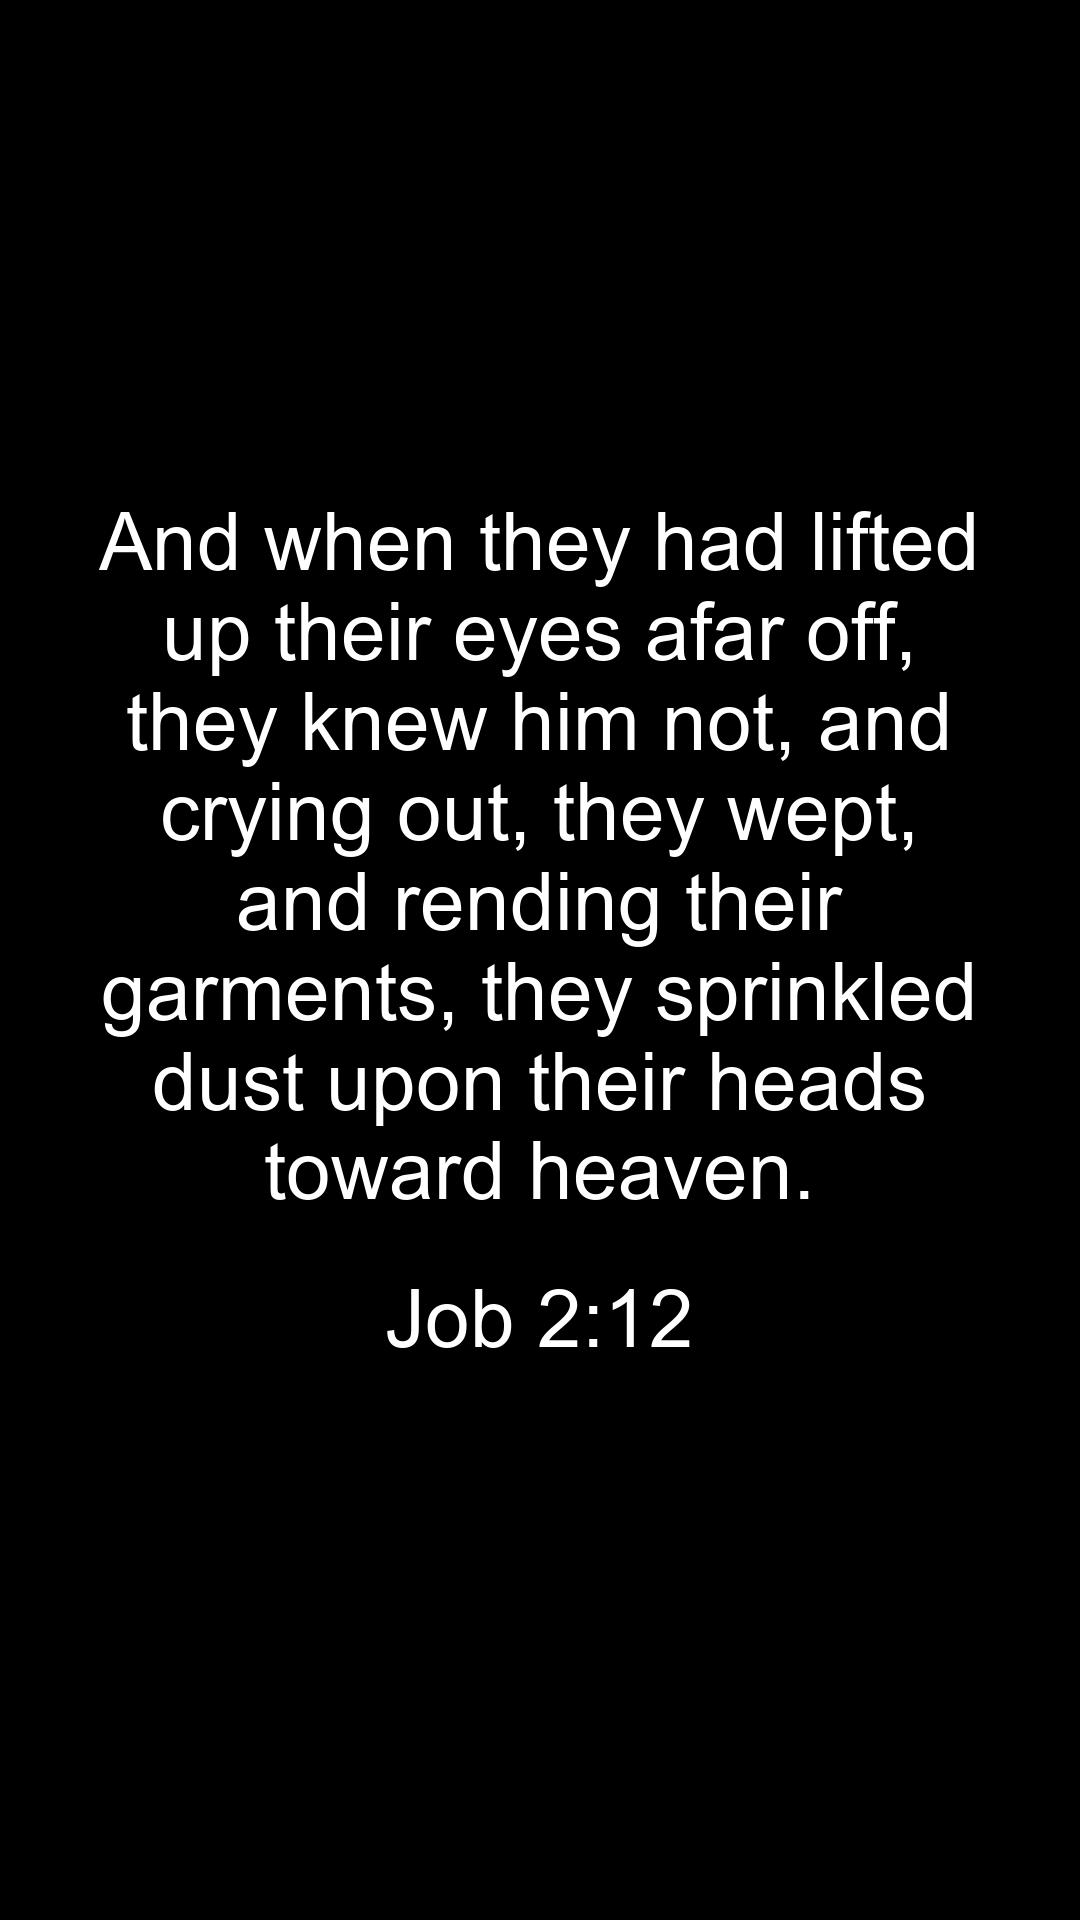 And when they had lifted
up their eyes afar off,
they knew him not, and
crying out, they wept,
and rending their
garments, they sprinkled
dust upon their heads
toward heaven.
Job 2:12